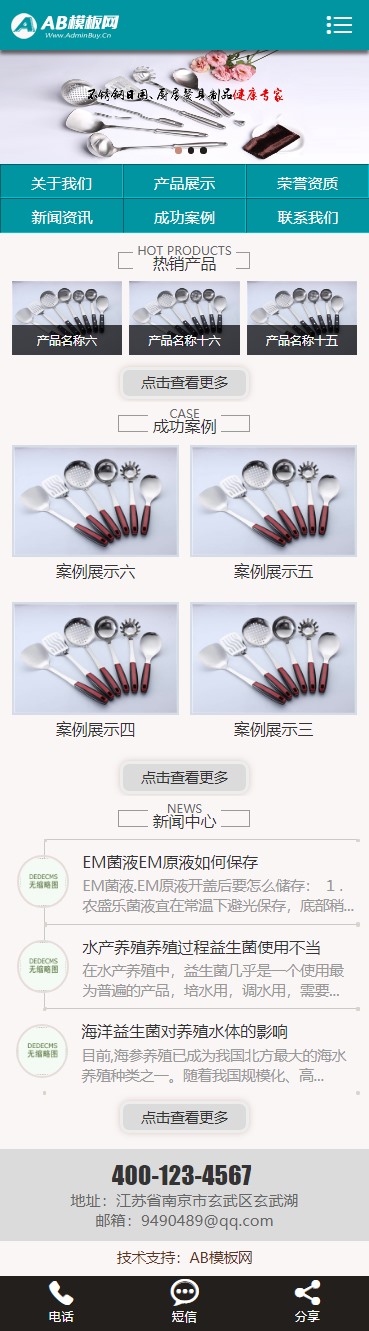 AB模板网
Www.AdminBuy.Cn
不锈钢日用、厨房餐具制品健康专家
关于我们 产品展示 荣誉资质
新闻资讯 成功案例 联系我们
HOT PRODUCTS
热销产品
产品名称六 产品名称十六 产品名称十五
点击查看更多
CASE
成功案例
案例展示六 案例展示五
案例展示四 案例展示三
点击查看更多
NEWS
新闻中心
DEDECMS
无缩略图
EM菌液EM原液如何保存
EM菌液.EM原液开盖后要怎么储存： 1．
农盛乐菌液宜在常温下避光保存，底部稍...
DEDECMS
无缩略图
水产养殖养殖过程益生菌使用不当
在水产养殖中，益生菌几乎是一个使用最
为普遍的产品，培水用，调水用，需要...
DEDECMS
无缩略图
海洋益生菌对养殖水体的影响
目前,海参养殖已成为我国北方最大的海水
养殖种类之一。随着我国规模化、高...
点击查看更多
400-123-4567
地址：江苏省南京市玄武区玄武湖
邮箱：9490489@qq.com
技术支持：AB模板网
电话 短信 分享